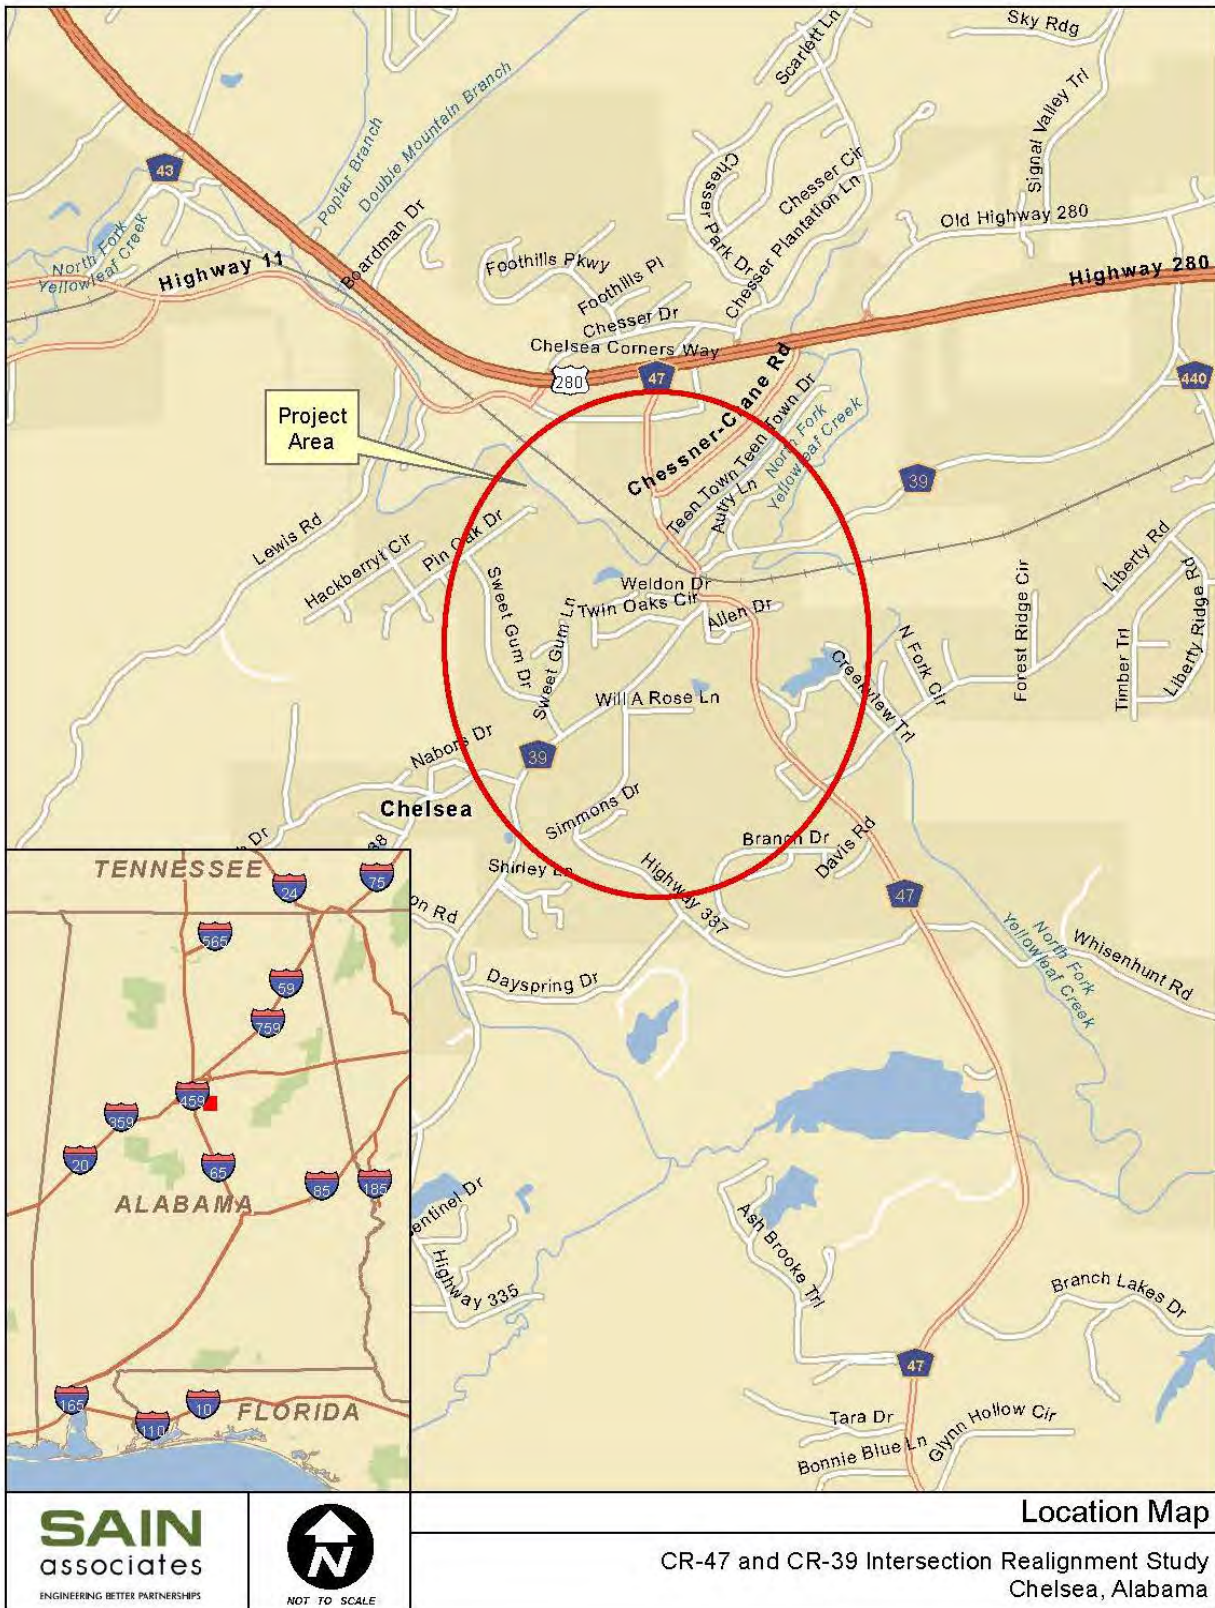 Sky Rdg
Scarlett Ln
Signal Valley Trl
Double Mountain Branch
Poplar Branch
43
Chesser Cir
Chesser Plantation Ln
Chesser Park Dr
Old Highway 280
North Fork
Yellowleaf Creek
Highway 11
Boardman Dr
Foothills Pkwy
Foothills Pl
Highway 280
Chesser Dr
Chelsea Corners Way
280
47
440
Chessner-Crane Rd
Project
Area
Teen Town Dr
Teen Town
North Fork
Yellowleaf Creek
Autry Ln
39
Lewis Rd
Hackberryt Cir
Pin Oak Dr
Liberty Rd
Weldon Dr
Twin Oaks Cir
Allen Dr
Sweet Gum Dr
Sweet Gum Ln
Forest Ridge Cir
Timber Trl
Liberty Ridge Rd
N Fork Cir
Creekview Trl
Will A Rose Ln
Nabors Dr
39
Chelsea
Simmons Dr
Branch Dr
Davis Rd
Shirley Ln
Highway 337
47
h Dr
38
on Rd
North Fork
Yellowleaf Creek
Whisenhunt Rd
Dayspring Dr
Sentinel Dr
Highway 335
Ash Brooke Trl
Branch Lakes Dr
47
Tara Dr
Bonnie Blue Ln
Glynn Hollow Cir
TENNESSEE
24
75
565
59
759
459
359
20
65
85
185
ALABAMA
165
110
10
FLORIDA
SAIN
associates
ENGINEERING BETTER PARTNERSHIPS
N
NOT TO SCALE
Location Map
CR-47 and CR-39 Intersection Realignment Study
Chelsea, Alabama